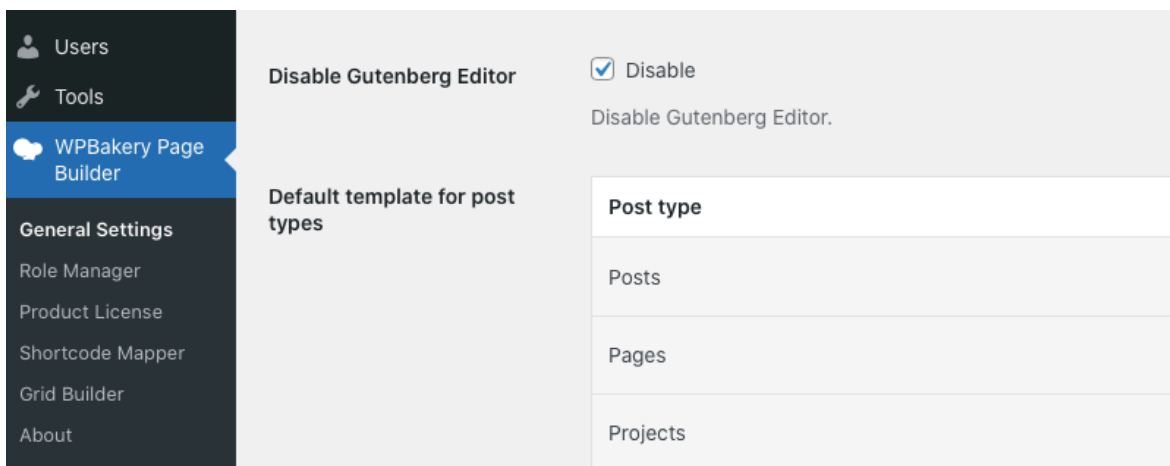 Users
Tools
WPBakery Page
Builder
General Settings
Role Manager
Product License
Shortcode Mapper
Grid Builder
About
Disable Gutenberg Editor
Disable
Disable Gutenberg Editor.
Default template for post
types
Post type
Posts
Pages
Projects